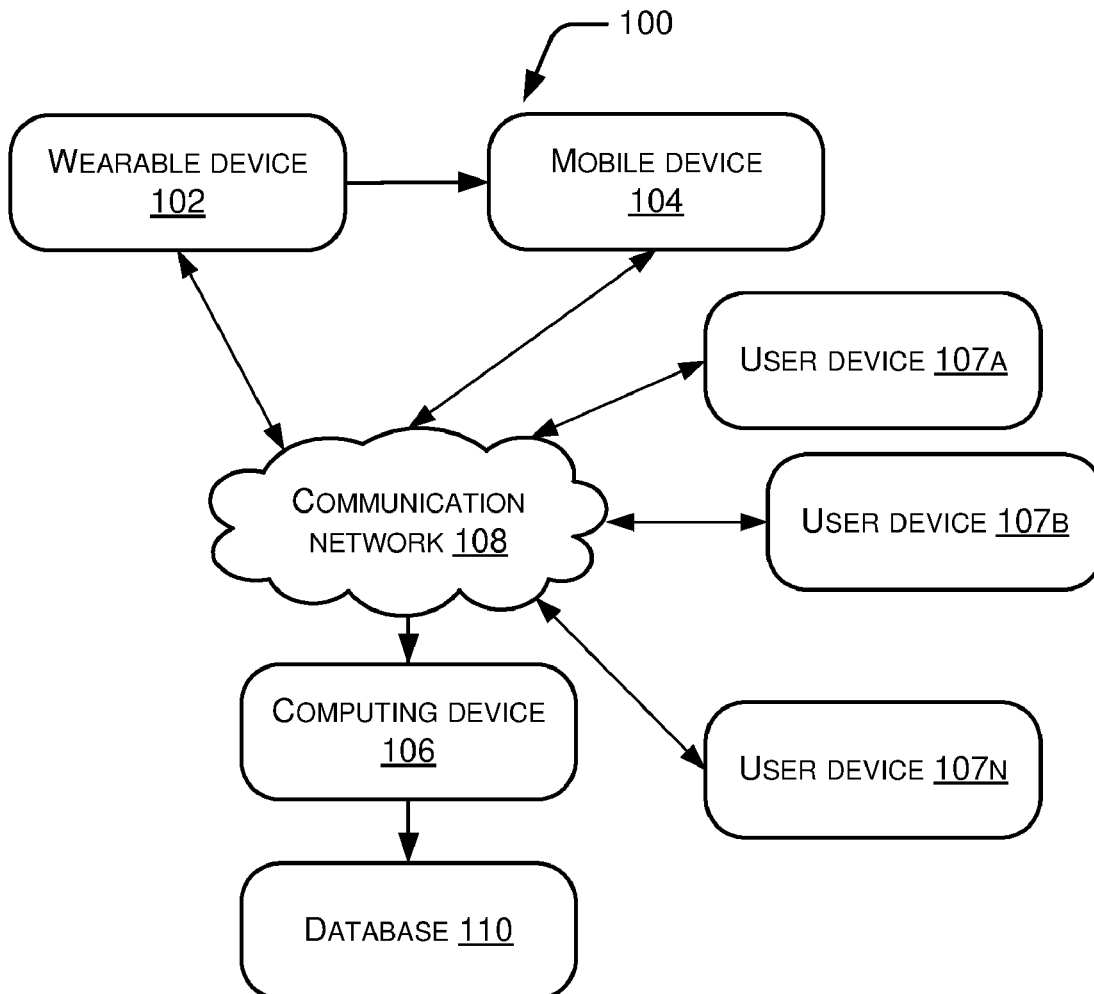 100
WEARABLE DEVICE
102
MOBILE DEVICE
104
USER DEVICE 107A
COMMUNICATION
NETWORK 108
USER DEVICE 107B
COMPUTING DEVICE
106
USER DEVICE 107N
DATABASE 110